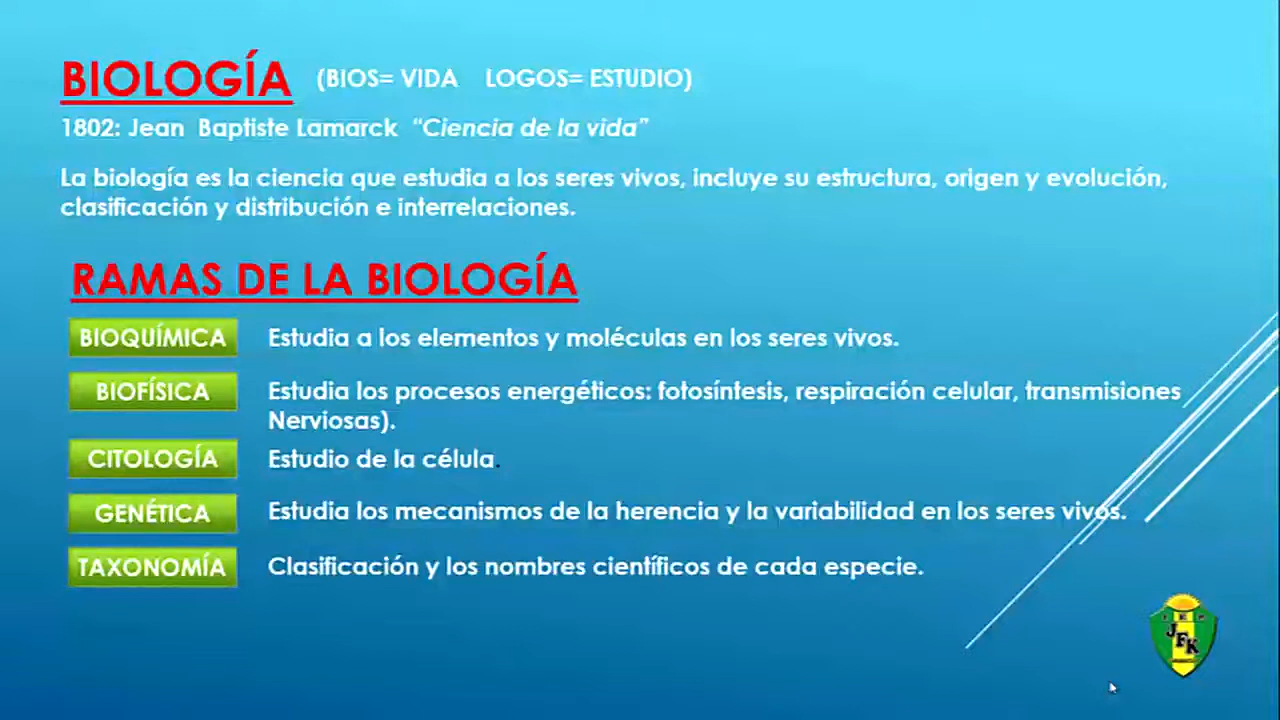 BIOLOGÍA (BIOS= VIDA LOGOS= ESTUDIO)
1802: Jean Baptiste Lamarck “Ciencia de la vida”
La biología es la ciencia que estudia a los seres vivos, incluye su estructura, origen y evolución,
clasificación y distribución e interrelaciones.
RAMAS DE LA BIOLOGÍA
BIOQUÍMICA Estudia a los elementos y moléculas en los seres vivos.
BIOFÍSICA Estudia los procesos energéticos: fotosíntesis, respiración celular, transmisiones
Nerviosas).
CITOLOGÍA Estudio de la célula.
GENÉTICA Estudia los mecanismos de la herencia y la variabilidad en los seres vivos.
TAXONOMÍA Clasificación y los nombres científicos de cada especie.
JFK